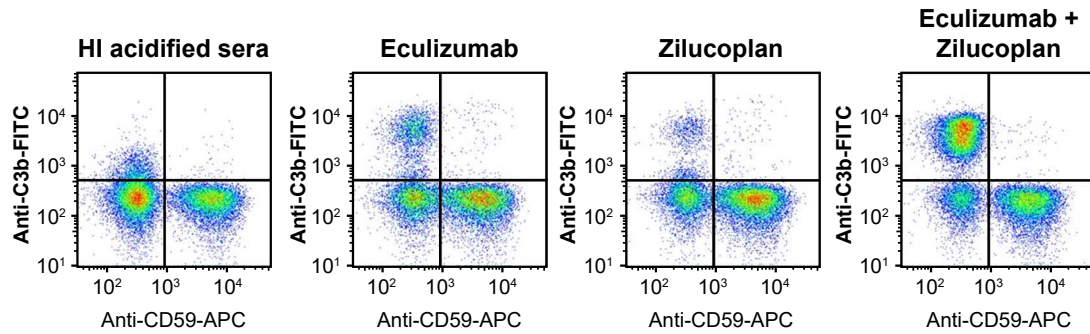 HI acidified sera
Eculizumab
Zilucoplan
Eculizumab +
Zilucoplan
Anti-C3b-FITC
10⁴
10³
10²
10¹
10² 10³ 10⁴
Anti-CD59-APC
Anti-C3b-FITC
10⁴
10³
10²
10¹
10² 10³ 10⁴
Anti-CD59-APC
Anti-C3b-FITC
10⁴
10³
10²
10¹
10² 10³ 10⁴
Anti-CD59-APC
Anti-C3b-FITC
10⁴
10³
10²
10¹
10² 10³ 10⁴
Anti-CD59-APC